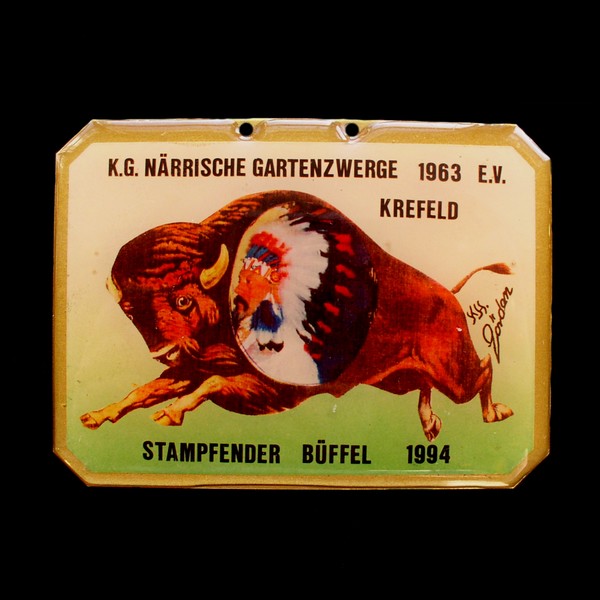 K.G. NÄRRISCHE GARTENZWERGE 1963 E.V.
KREFELD
STAMPFENDER BÜFFEL 1994